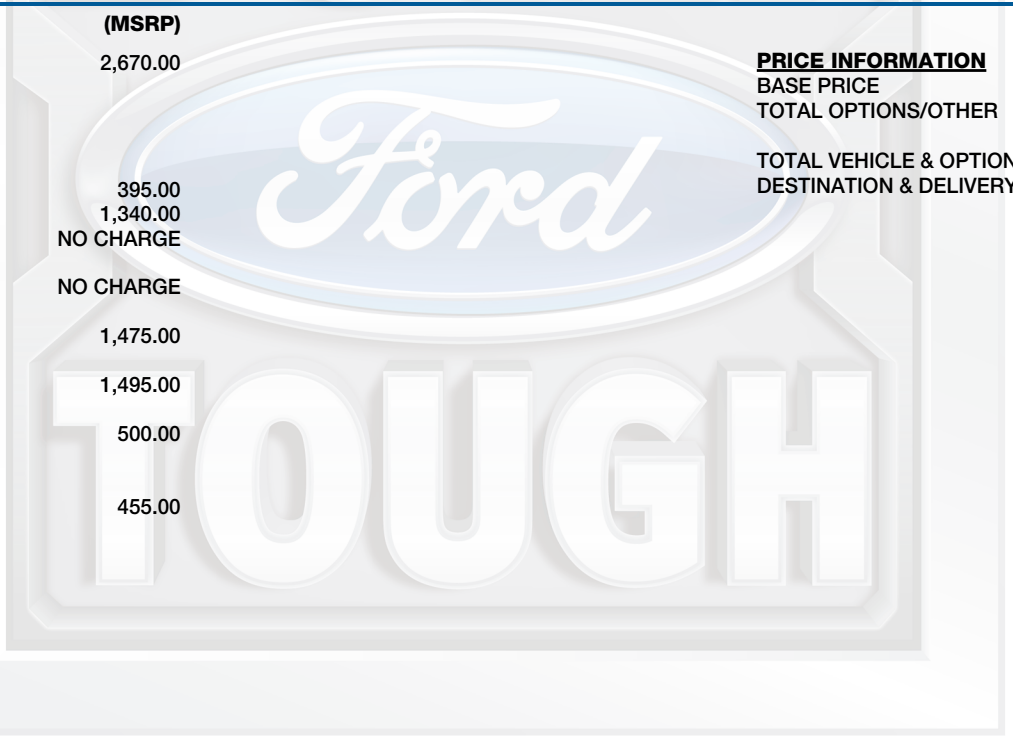 (MSRP)
2,670.00
395.00
1,340.00
NO CHARGE
NO CHARGE
1,475.00
1,495.00
500.00
455.00
PRICE INFORMATION
BASE PRICE
TOTAL OPTIONS/OTHER
TOTAL VEHICLE & OPTION
DESTINATION & DELIVERY
Ford
TOUGH